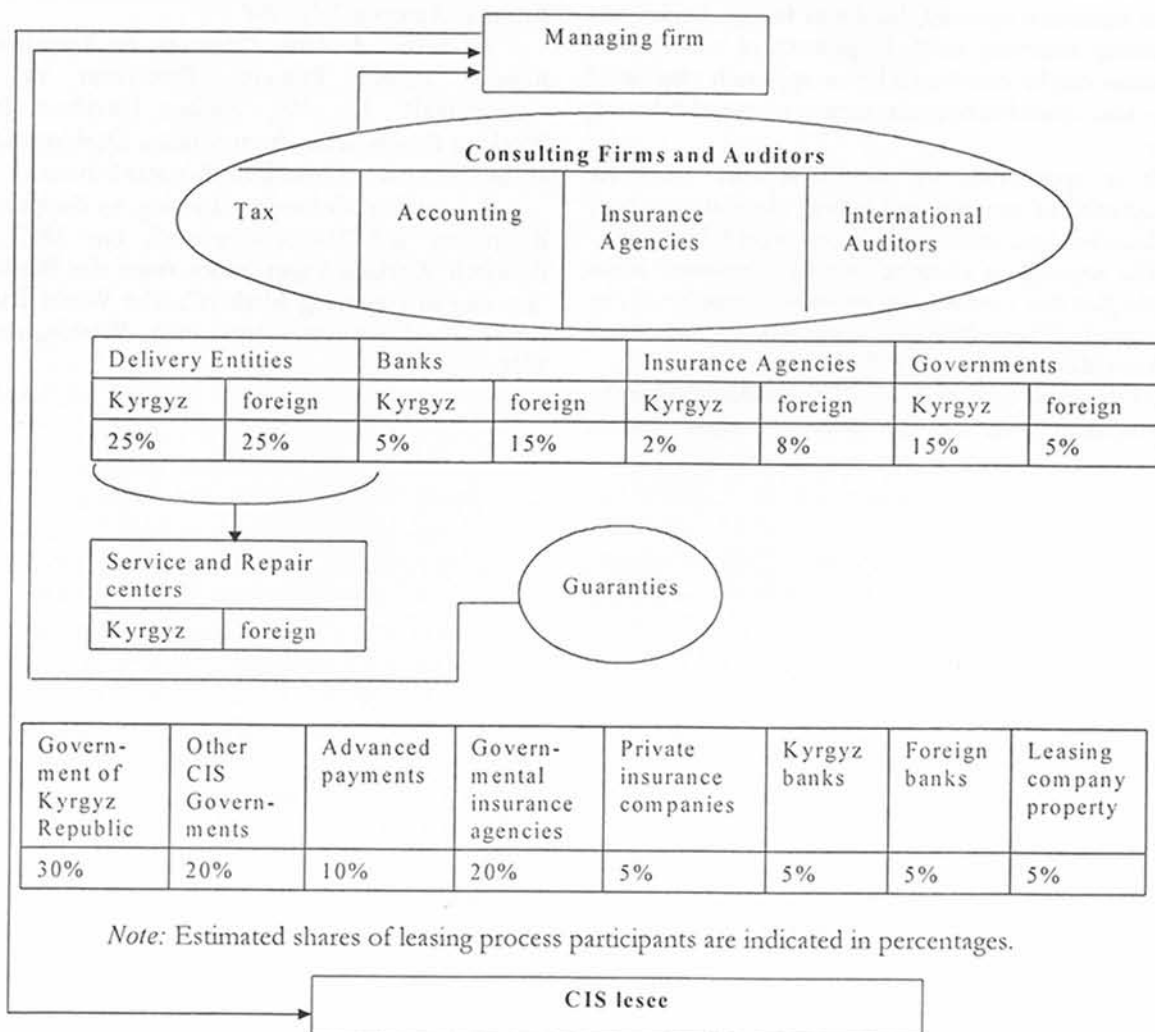 Managing firm
Consulting Firms and Auditors
Tax
Accounting
Insurance
Agencies
International
Auditors
Delivery Entities Banks Insurance Agencies Governments
Kyrgyz foreign Kyrgyz foreign Kyrgyz foreign Kyrgyz foreign
25% 25% 5% 15% 2% 8% 15% 5%
Service and Repair
centers
Kyrgyz foreign
Guaranties
Govern-
ment of
Kyrgyz
Republic
Other
CIS
Govern-
ments
Advanced
payments
Govern-
mental
insurance
agencies
Private
insurance
companies
Kyrgyz
banks
Foreign
banks
Leasing
company
property
30% 20% 10% 20% 5% 5% 5% 5%
Note: Estimated shares of leasing process participants are indicated in percentages.
CIS lesee